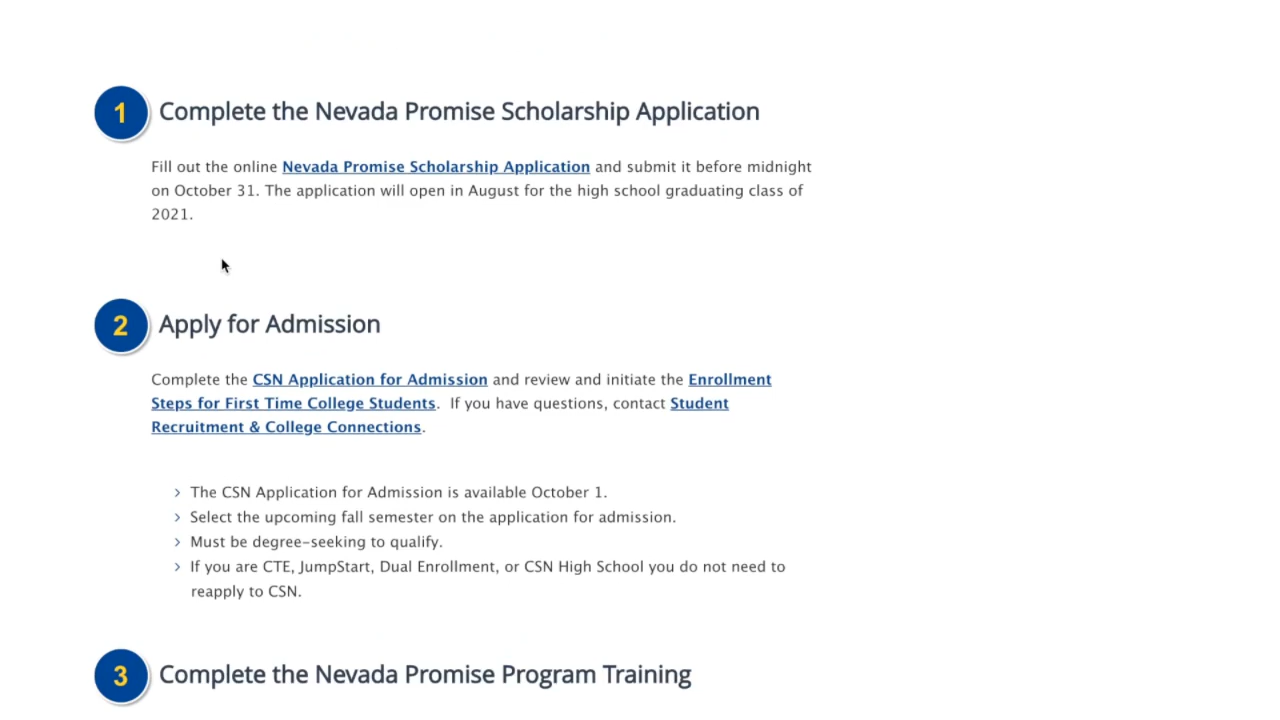 1 Complete the Nevada Promise Scholarship Application
Fill out the online Nevada Promise Scholarship Application and submit it before midnight
on October 31. The application will open in August for the high school graduating class of
2021.
2 Apply for Admission
Complete the CSN Application for Admission and review and initiate the Enrollment
Steps for First Time College Students.  If you have questions, contact Student
Recruitment & College Connections.
> The CSN Application for Admission is available October 1.
> Select the upcoming fall semester on the application for admission.
> Must be degree–seeking to qualify.
> If you are CTE, JumpStart, Dual Enrollment, or CSN High School you do not need to
reapply to CSN.
3 Complete the Nevada Promise Program Training